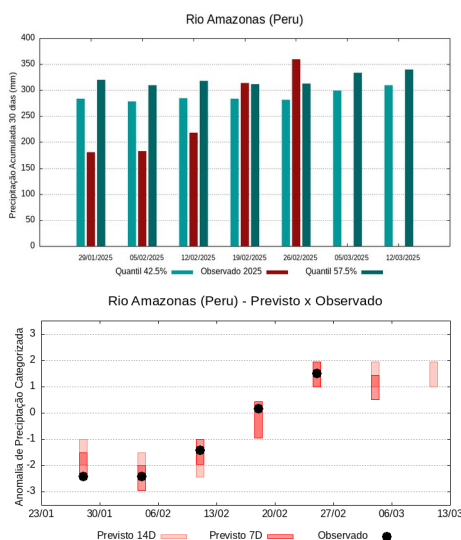 Rio Amazonas (Peru)
Precipitação Acumulada 30 dias (mm)
400
350
300
250
200
150
100
50
0
29/01/2025 05/02/2025 12/02/2025 19/02/2025 26/02/2025 05/03/2025 12/03/2025
Quantil 42.5% Observado 2025 Quantil 57.5%
Rio Amazonas (Peru) - Previsto x Observado
Anomalia de Precipitação Categorizada
3
2
1
0
-1
-2
-3
23/01 30/01 06/02 13/02 20/02 27/02 06/03 13/03
Previsto 14D Previsto 7D Observado